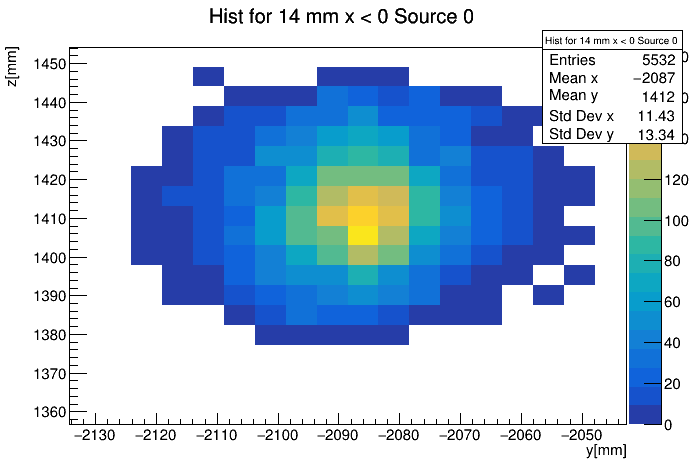 Hist for 14 mm x < 0 Source 0
z[mm]
1450
1440
1430
1420
1410
1400
1390
1380
1370
1360
−2130 −2120 −2110 −2100 −2090 −2080 −2070 −2060 −2050
y[mm]
Hist for 14 mm x < 0 Source 0
Entries 5532
Mean x −2087
Mean y 1412
Std Dev x 11.43
Std Dev y 13.34
120
100
80
60
40
20
0